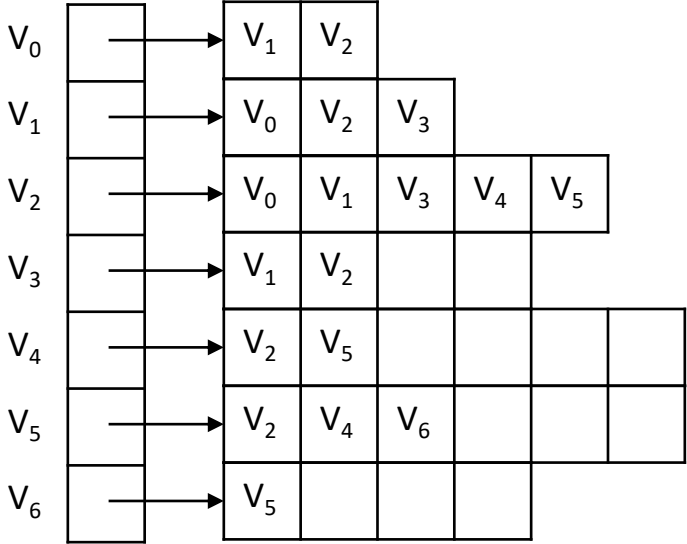 V₀ V₁ V₂
V₁ V₀ V₂ V₃
V₂ V₀ V₁ V₃ V₄ V₅
V₃ V₁ V₂
V₄ V₂ V₅
V₅ V₂ V₄ V₆
V₆ V₅